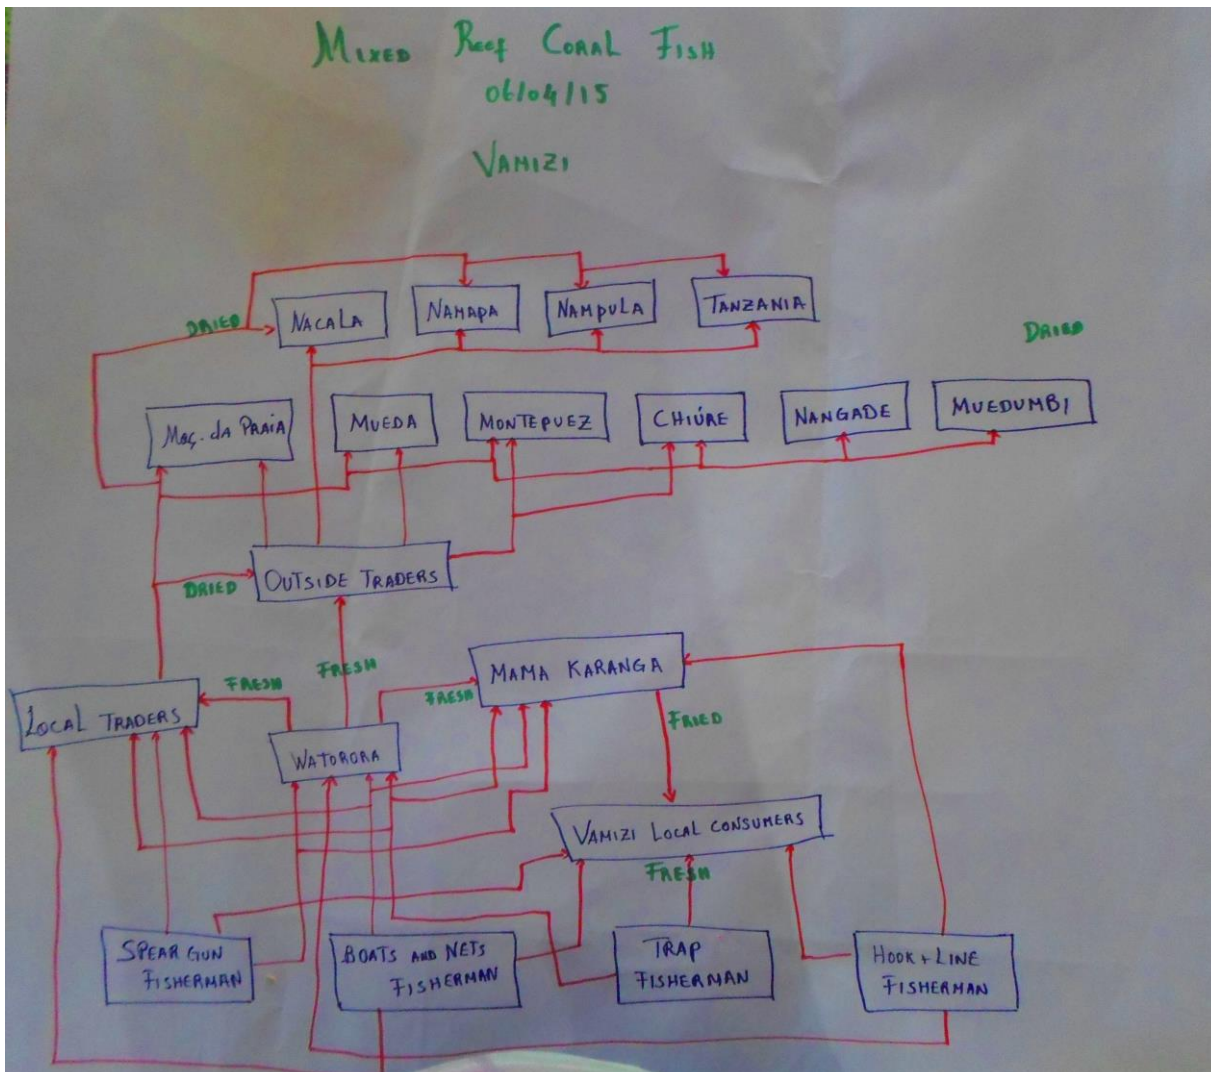 MIXED REEF CORAL FISH
06/04/15
VAMIZI
DRIED
NACALA
NAMAPA
NAMPULA
TANZANIA
DRIED
MOÇ. DA PRAIA
MUEDA
MONTEPUEZ
CHIÚRE
NANGADE
MUEDUMBI
DRIED
OUTSIDE TRADERS
FRESH
FRESH
FRESH
MAMA KARANGA
LOCAL TRADERS
WATORORA
FRIED
VAMIZI LOCAL CONSUMERS
FRESH
SPEAR GUN
FISHERMAN
BOATS AND NETS
FISHERMAN
TRAP
FISHERMAN
HOOK + LINE
FISHERMAN